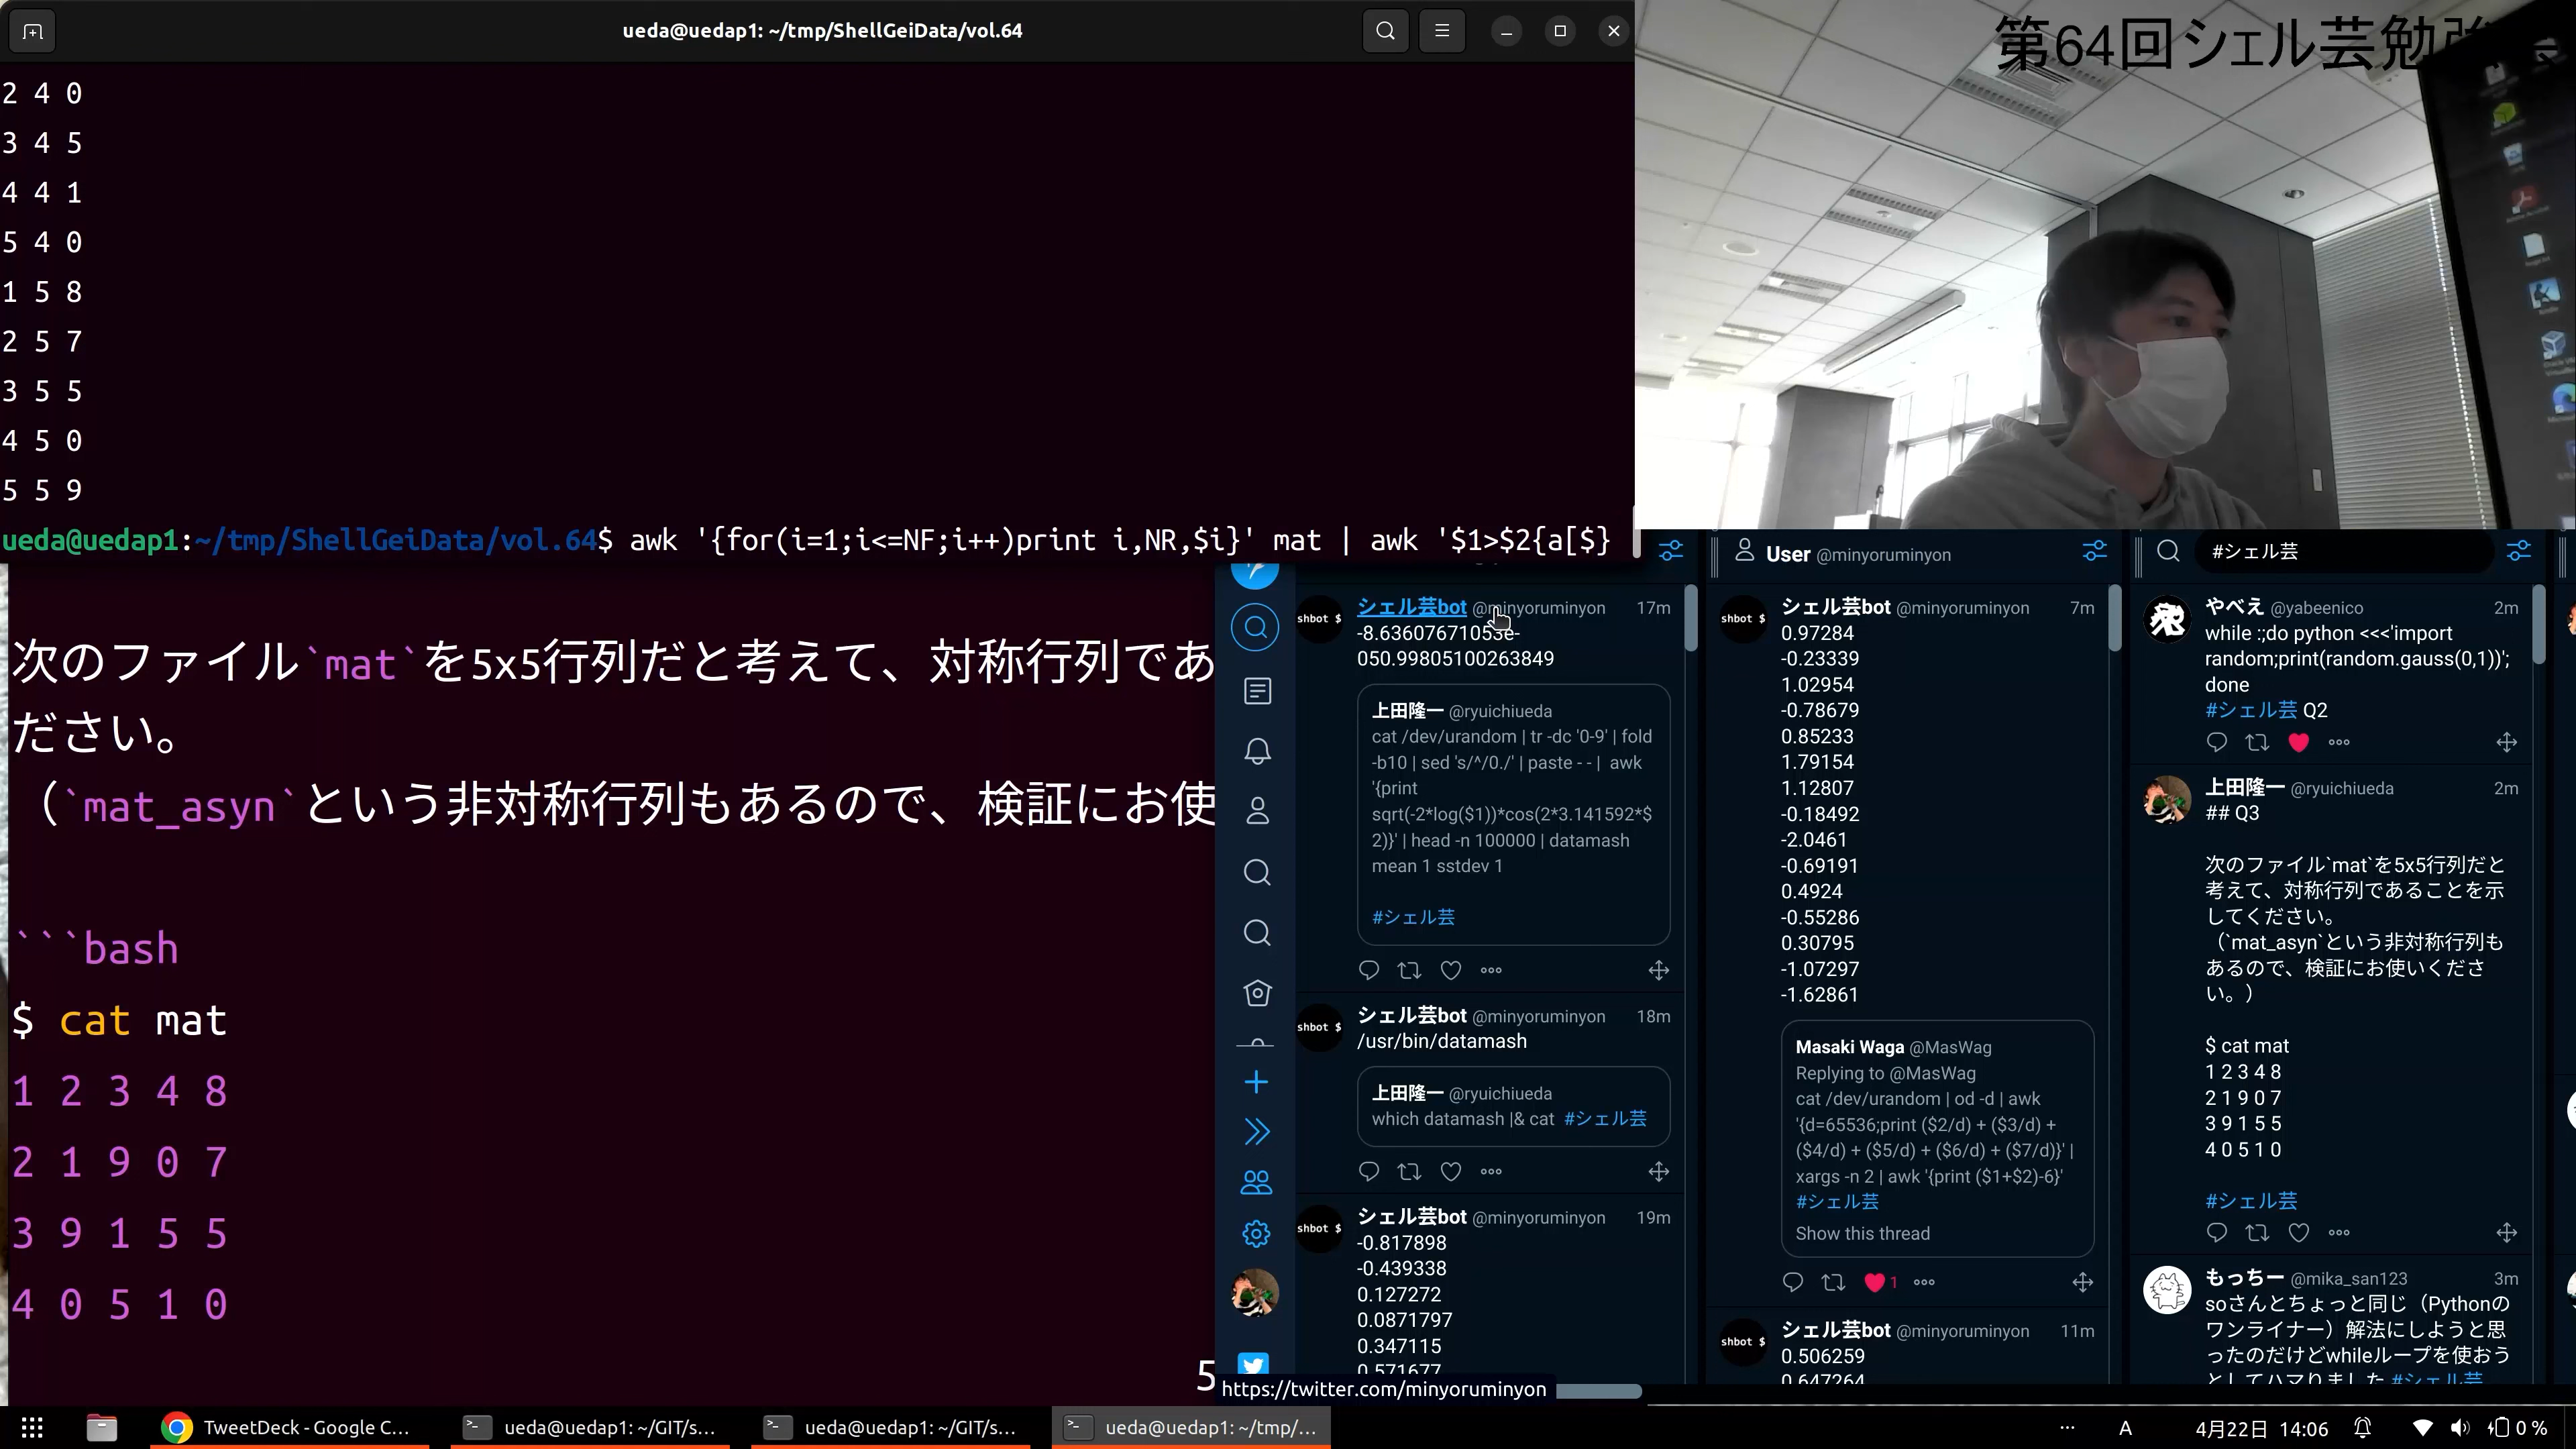 ueda@uedap1: ~/tmp/ShellGeiData/vol.64
2 4 0
3 4 5
4 4 1
5 4 0
1 5 8
2 5 7
3 5 5
4 5 0
5 5 9
ueda@uedap1:~/tmp/ShellGeiData/vol.64$ awk '{for(i=1;i<=NF;i++)print i,NR,$i}' mat | awk '$1>$2{a[$}
第64回シェル芸勉強
次のファイル`mat`を5x5行列だと考えて、対称行列であ
ださい。
（`mat_asyn`という非対称行列もあるので、検証にお使
```bash
$ cat mat
1 2 3 4 8
2 1 9 0 7
3 9 1 5 5
4 0 5 1 0
5
シェル芸bot @minyoruminyon 17m
shbot $
-8.63607671053e-
050.99805100263849
上田隆一 @ryuichiueda
cat /dev/urandom | tr -dc '0-9' | fold
-b10 | sed 's/^/0./' | paste - - | awk
'{print
sqrt(-2*log($1))*cos(2*3.141592*$
2)}' | head -n 100000 | datamash
mean 1 sstdev 1
#シェル芸
シェル芸bot @minyoruminyon 18m
shbot $
/usr/bin/datamash
上田隆一 @ryuichiueda
which datamash |& cat #シェル芸
シェル芸bot @minyoruminyon 19m
shbot $
-0.817898
-0.439338
0.127272
0.0871797
0.347115
0.571677
https://twitter.com/minyoruminyon
User @minyoruminyon
シェル芸bot @minyoruminyon 7m
shbot $
0.97284
-0.23339
1.02954
-0.78679
0.85233
1.79154
1.12807
-0.18492
-2.0461
-0.69191
0.4924
-0.55286
0.30795
-1.07297
-1.62861
Masaki Waga @MasWag
Replying to @MasWag
cat /dev/urandom | od -d | awk
'{d=65536;print ($2/d) + ($3/d) +
($4/d) + ($5/d) + ($6/d) + ($7/d)}' |
xargs -n 2 | awk '{print ($1+$2)-6}'
#シェル芸
Show this thread
1
シェル芸bot @minyoruminyon 11m
shbot $
0.506259
0.647264
#シェル芸
やべえ @yabeenico 2m
while :;do python <<<'import
random;print(random.gauss(0,1))';
done
#シェル芸 Q2
上田隆一 @ryuichiueda 2m
## Q3
次のファイル`mat`を5x5行列だと
考えて、対称行列であることを示
してください。
（`mat_asyn`という非対称行列も
あるので、検証にお使いくださ
い。）
$ cat mat
1 2 3 4 8
2 1 9 0 7
3 9 1 5 5
4 0 5 1 0
#シェル芸
もっちー @mika_san123 3m
soさんとちょっと同じ（Pythonの
ワンライナー）解法にしようと思
ったのだけどwhileループを使おう
としてハマりました #シェル芸
TweetDeck - Google C...
ueda@uedap1: ~/GIT/s...
ueda@uedap1: ~/GIT/s...
ueda@uedap1: ~/tmp/...
A
4月22日 14:06
0 %